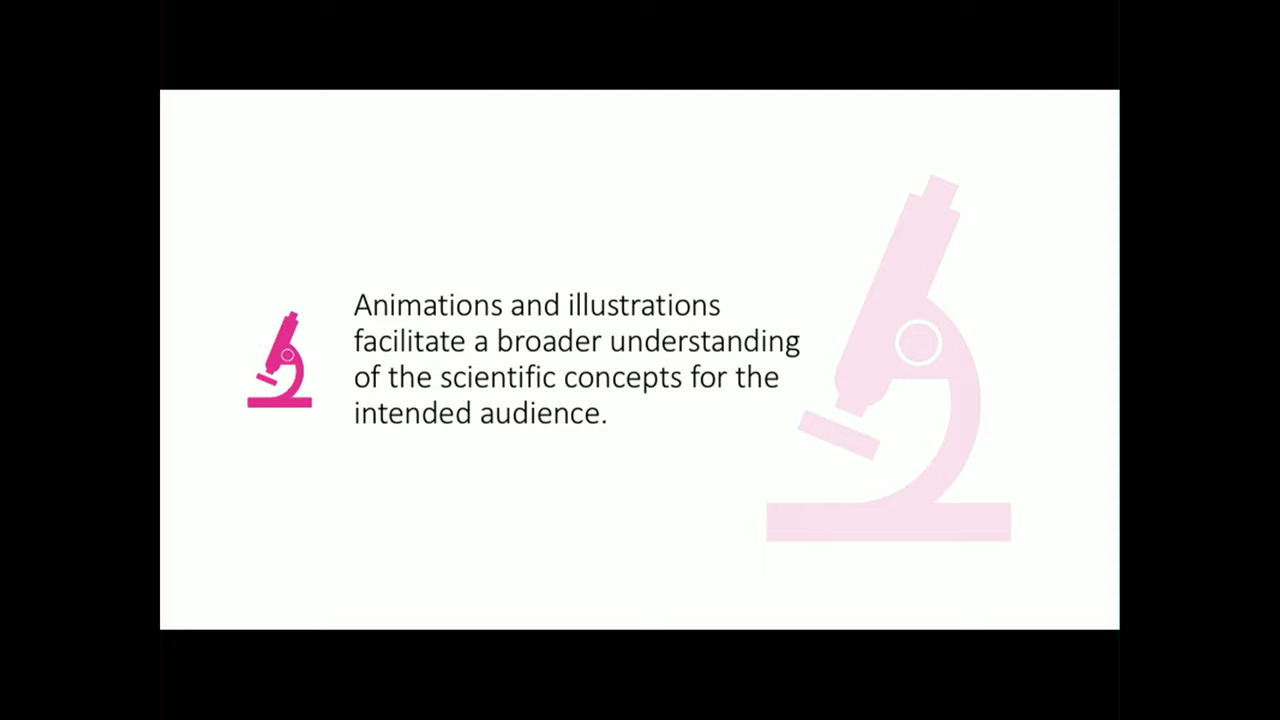 Animations and illustrations
facilitate a broader understanding
of the scientific concepts for the
intended audience.